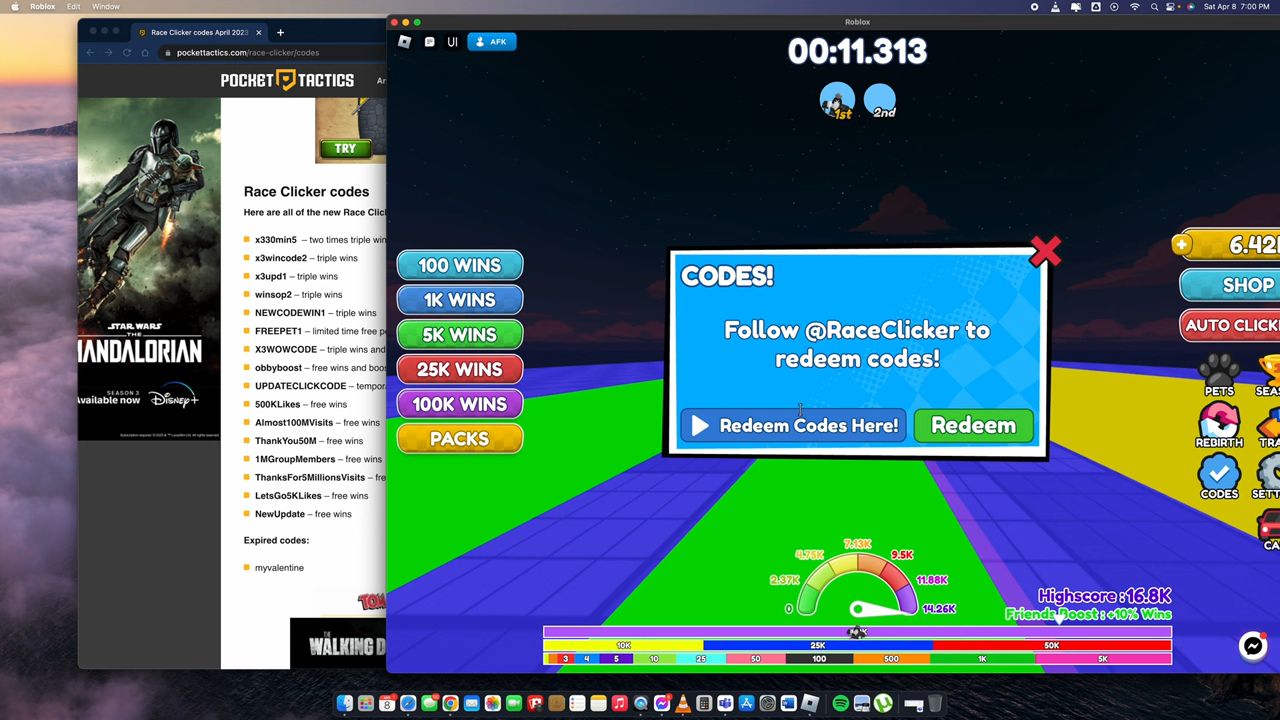 Roblox Edit Window
Sat Apr 8 7:00 PM
Race Clicker codes April 2023
pockettactics.com/race-clicker/codes
POCKET TACTICS
TRY
Race Clicker codes
Here are all of the new Race Clic
x330min5 – two times triple win
x3wincode2 – triple wins
x3upd1 – triple wins
winsop2 – triple wins
NEWCODEWIN1 – triple wins
FREEPET1 – limited time free pe
X3WOWCODE – triple wins and
obbyboost – free wins and boos
UPDATECLICKCODE – tempora
500KLikes – free wins
Almost100MVisits – free wins
ThankYou50M – free wins
1MGroupMembers – free wins
ThanksFor5MillionsVisits – fre
LetsGo5KLikes – free wins
NewUpdate – free wins
Expired codes:
myvalentine
STAR WARS
THE
MANDALORIAN
SEASON 3
Available now
Disney+
THE WALKING D
Roblox
UI
AFK
00:11.313
1st
2nd
100 WINS
1K WINS
5K WINS
25K WINS
100K WINS
PACKS
CODES!
Follow @RaceClicker to
redeem codes!
Redeem Codes Here!
Redeem
6.42
SHOP
AUTO CLICK
PETS
SEAS
REBIRTH
TRA
CODES
SETT
CA
0
2.37K
4.75K
7.13K
9.5K
11.88K
14.26K
Highscore :16.8K
Friends Boost : +10% Wins
10K 25K 50K
3 4 5 10 25 50 100 500 1K 5K